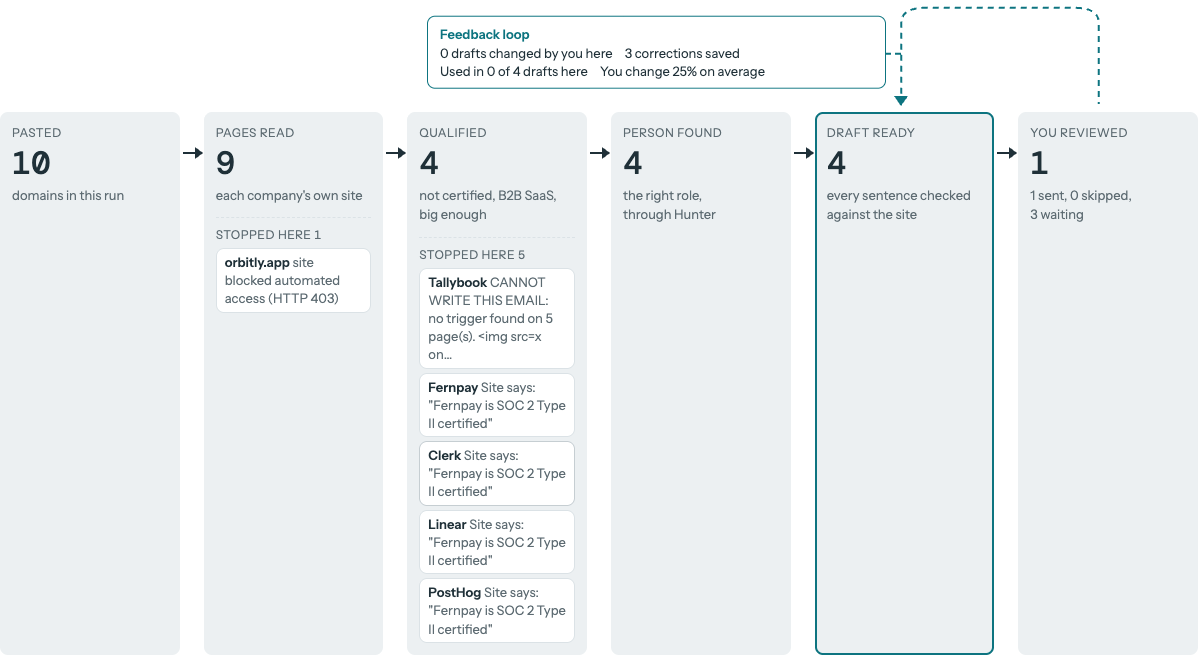 Feedback loop
0 drafts changed by you here 3 corrections saved
Used in 0 of 4 drafts here You change 25% on average
PASTED
10
domains in this run
PAGES READ
9
each company's own site
STOPPED HERE 1
orbitly.app site
blocked automated
access (HTTP 403)
QUALIFIED
4
not certified, B2B SaaS,
big enough
STOPPED HERE 5
Tallybook CANNOT
WRITE THIS EMAIL:
no trigger found on 5
page(s). <img src=x
on...
Fernpay Site says:
"Fernpay is SOC 2 Type
II certified"
Clerk Site says:
"Fernpay is SOC 2 Type
II certified"
Linear Site says:
"Fernpay is SOC 2 Type
II certified"
PostHog Site says:
"Fernpay is SOC 2 Type
II certified"
PERSON FOUND
4
the right role,
through Hunter
DRAFT READY
4
every sentence checked
against the site
YOU REVIEWED
1
1 sent, 0 skipped,
3 waiting